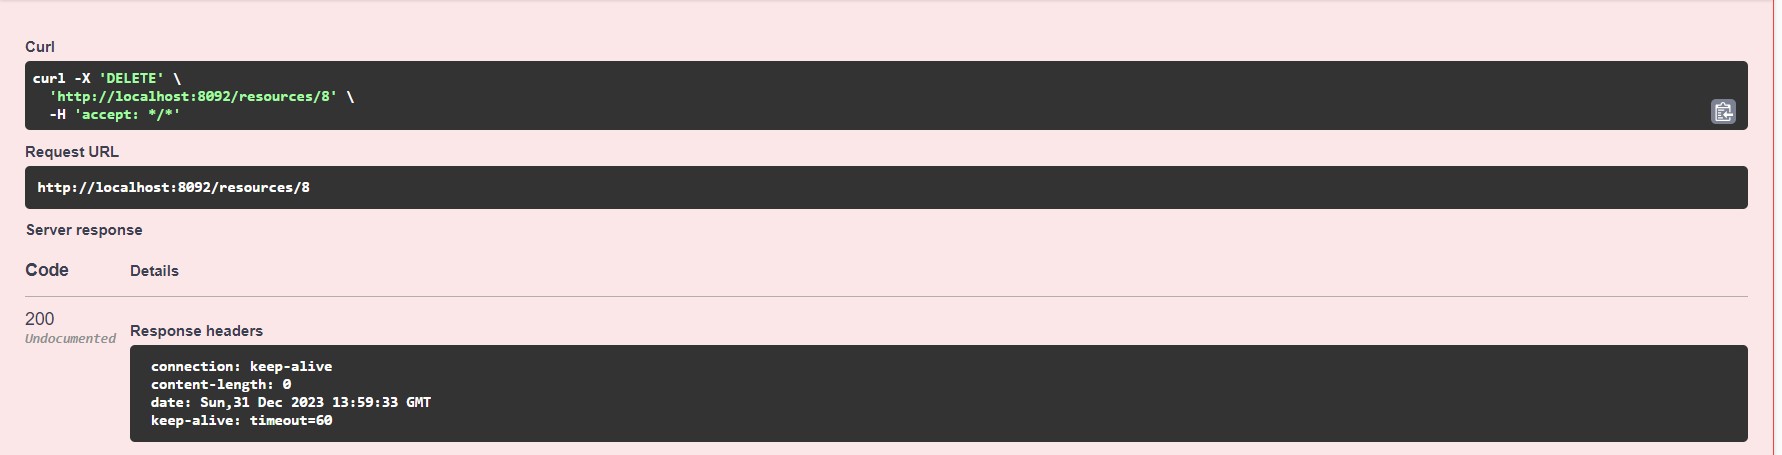 Curl
curl -X 'DELETE' \
'http://localhost:8092/resources/8' \
-H 'accept: */*'
Request URL
http://localhost:8092/resources/8
Server response
Code Details
200
Undocumented
Response headers
connection: keep-alive
content-length: 0
date: Sun,31 Dec 2023 13:59:33 GMT
keep-alive: timeout=60